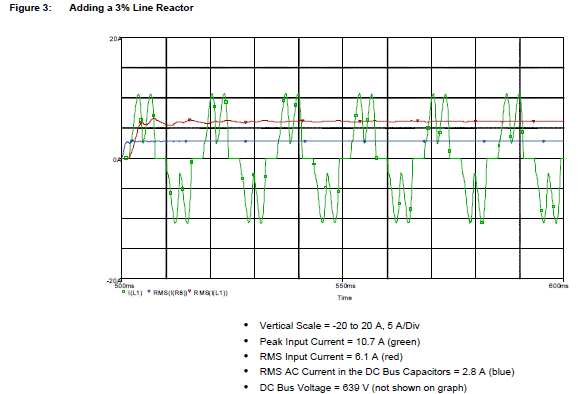 Figure 3: Adding a 3% Line Reactor
20A
0A
-20A
500ms 550ms 600ms
I(L1) RMS(I(R8)) RMS(I(L1))
Time
• Vertical Scale = -20 to 20 A, 5 A/Div
• Peak Input Current = 10.7 A (green)
• RMS Input Current = 6.1 A (red)
• RMS AC Current in the DC Bus Capacitors = 2.8 A (blue)
• DC Bus Voltage = 639 V (not shown on graph)